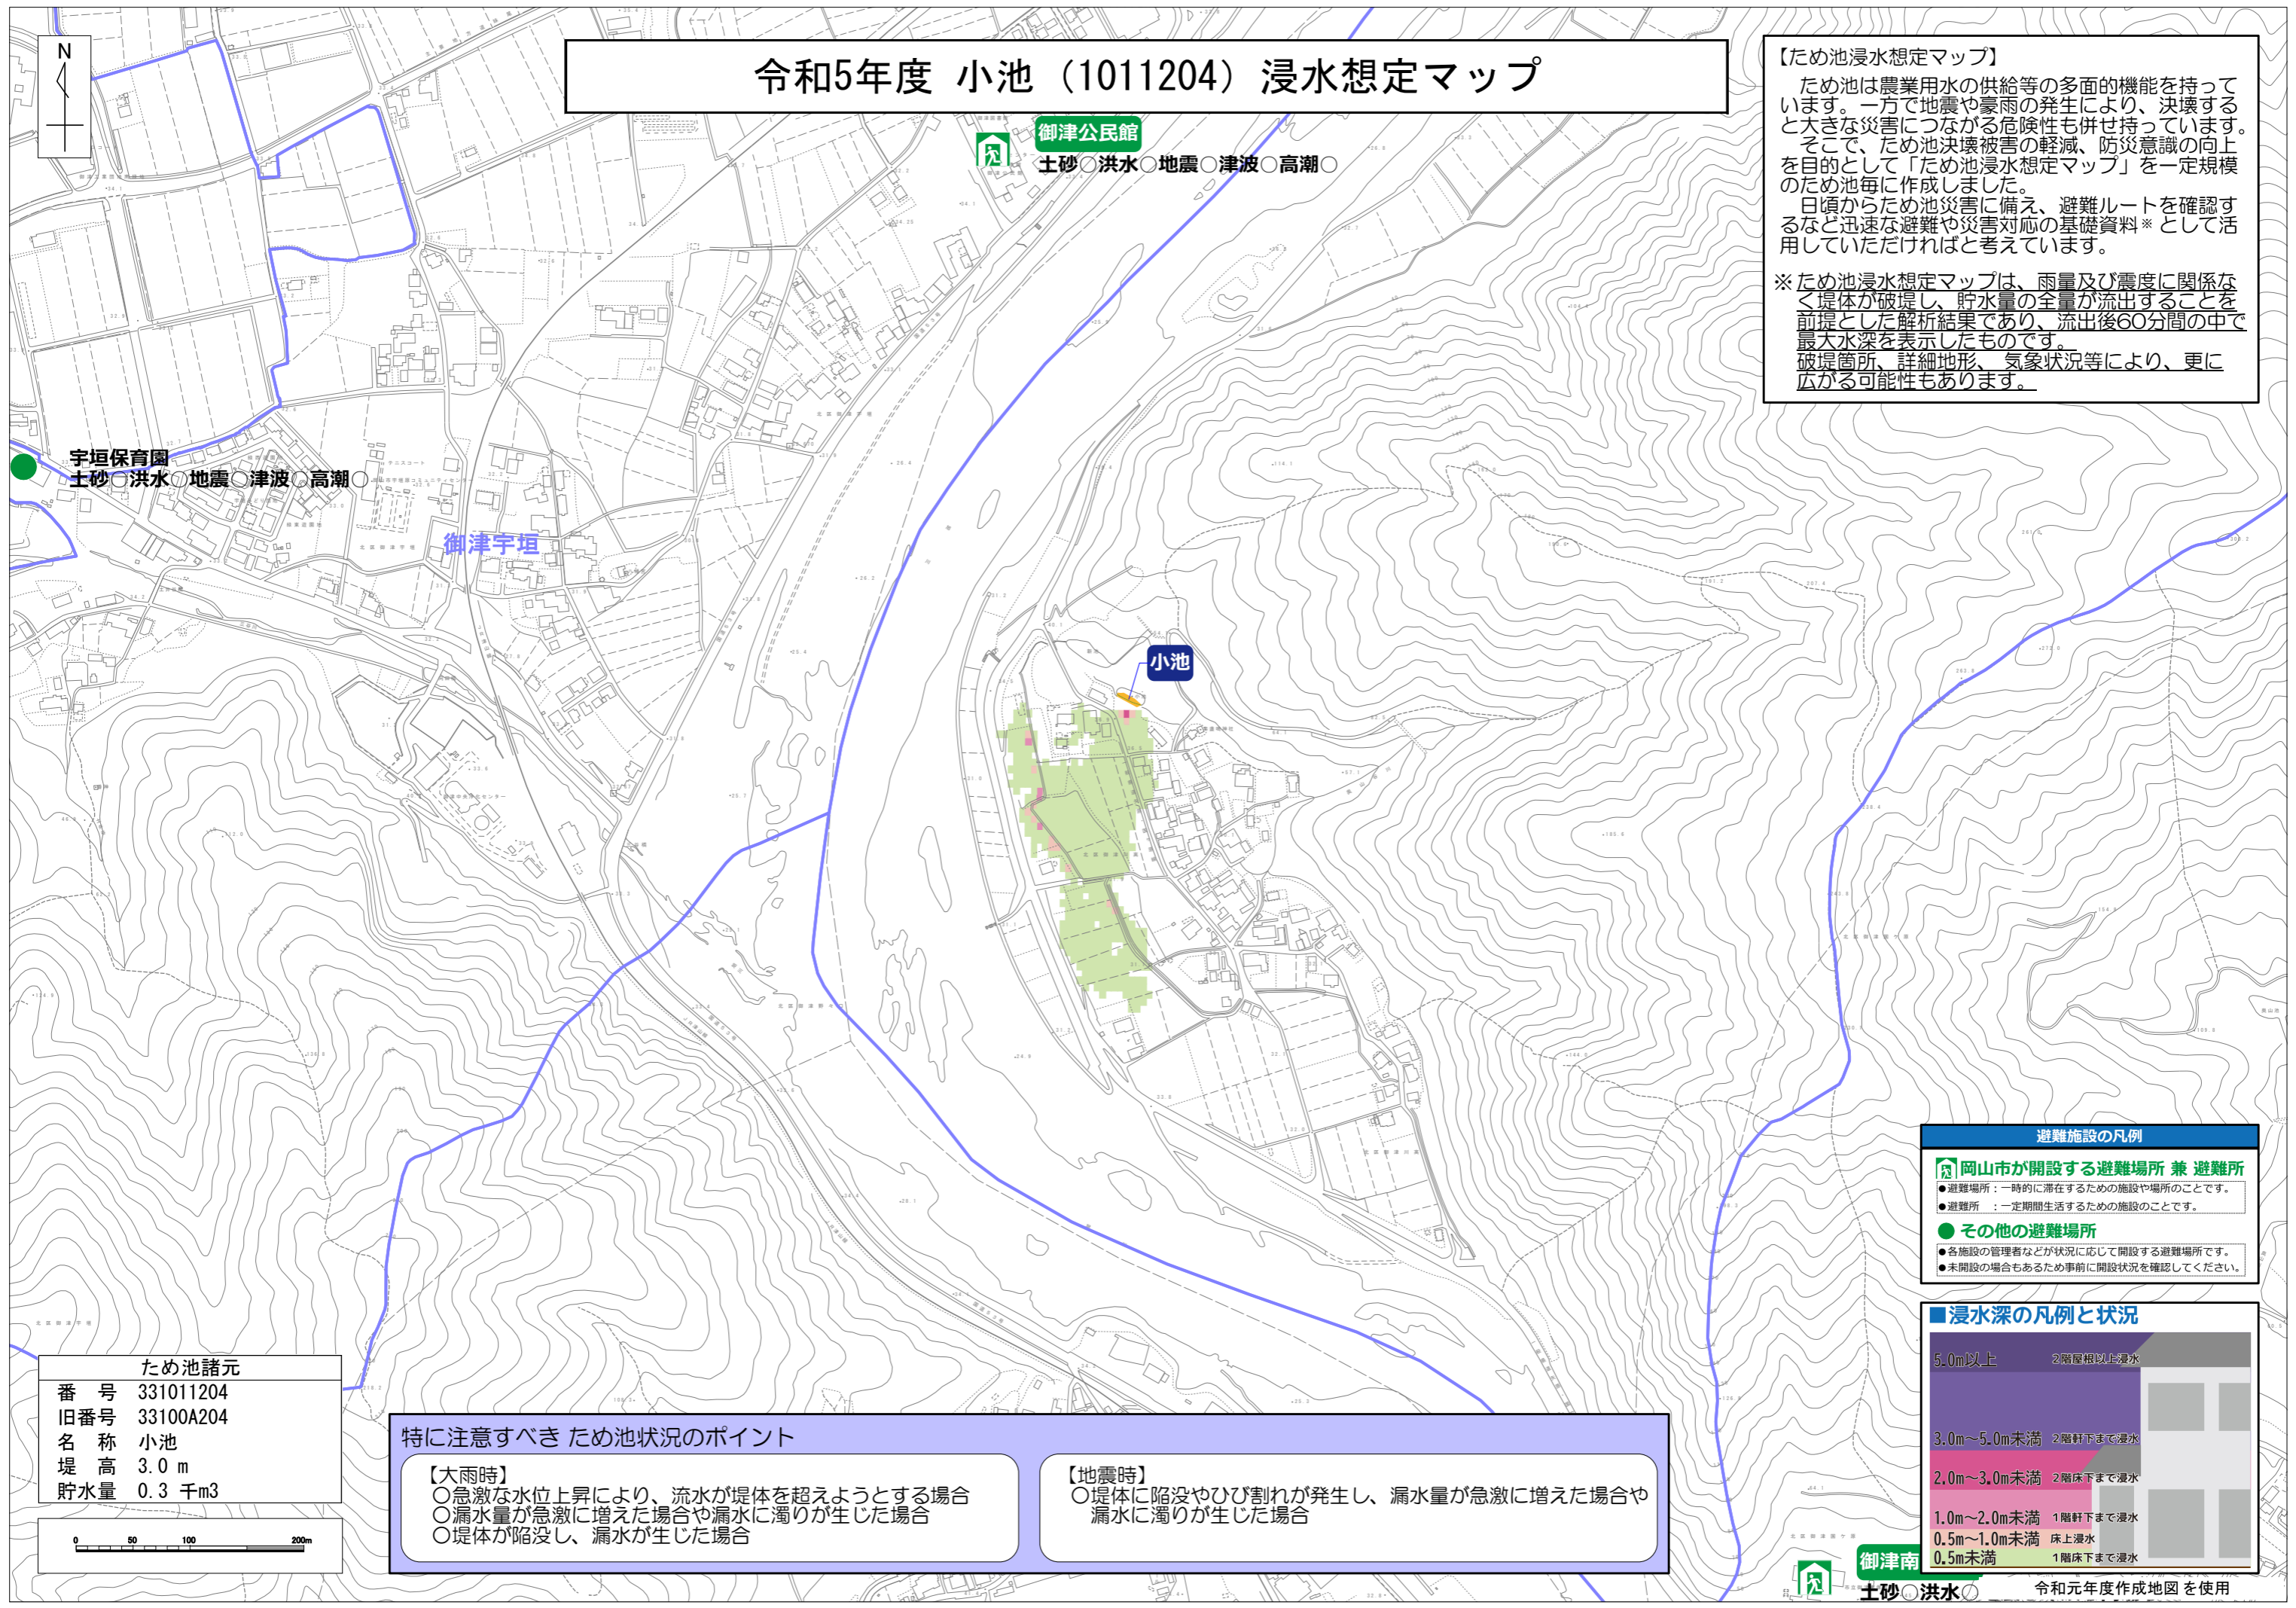 N
令和5年度 小池（1011204）浸水想定マップ
【ため池浸水想定マップ】
ため池は農業用水の供給等の多面的機能を持って
います。一方で地震や豪雨の発生により、決壊する
と大きな災害につながる危険性も併せ持っています。
そこで、ため池決壊被害の軽減、防災意識の向上
を目的として「ため池浸水想定マップ」を一定規模
のため池毎に作成しました。
日頃からため池災害に備え、避難ルートを確認す
るなど迅速な避難や災害対応の基礎資料※として活
用していただければと考えています。
※ため池浸水想定マップは、雨量及び震度に関係な
く堤体が破堤し、貯水量の全量が流出することを
前提とした解析結果であり、流出後60分間の中で
最大水深を表示したものです。
破堤箇所、詳細地形、気象状況等により、更に
広がる可能性もあります。
御津公民館
土砂○洪水○地震○津波○高潮○
宇垣保育園
土砂○洪水○地震○津波○高潮○
御津宇垣
小池
避難施設の凡例
岡山市が開設する避難場所 兼 避難所
●避難場所：一時的に滞在するための施設や場所のことです。
●避難所　：一定期間生活するための施設のことです。
● その他の避難場所
●各施設の管理者などが状況に応じて開設する避難場所です。
●未開設の場合もあるため事前に開設状況を確認してください。
■浸水深の凡例と状況
5.0m以上 2階屋根以上浸水
3.0m～5.0m未満 2階軒下まで浸水
2.0m～3.0m未満 2階床下まで浸水
1.0m～2.0m未満 1階軒下まで浸水
0.5m～1.0m未満 床上浸水
0.5m未満 1階床下まで浸水
ため池諸元
番　号 331011204
旧番号 33100A204
名　称 小池
堤　高 3.0 m
貯水量 0.3 千m3
0 50 100 200m
特に注意すべき ため池状況のポイント
【大雨時】
○急激な水位上昇により、流水が堤体を超えようとする場合
○漏水量が急激に増えた場合や漏水に濁りが生じた場合
○堤体が陥没し、漏水が生じた場合
【地震時】
○堤体に陥没やひび割れが発生し、漏水量が急激に増えた場合や
漏水に濁りが生じた場合
御津南
土砂○洪水○
令和元年度作成地図を使用